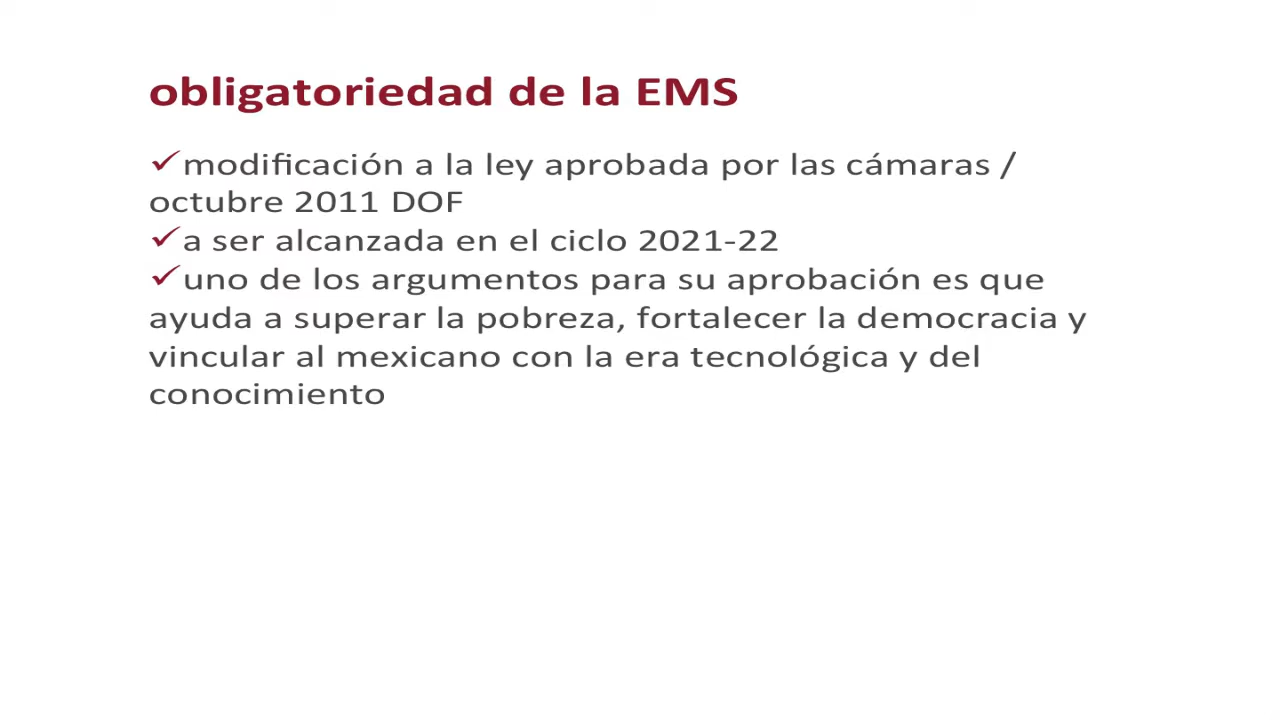 obligatoriedad de la EMS
✓modificación a la ley aprobada por las cámaras /
octubre 2011 DOF
✓a ser alcanzada en el ciclo 2021-22
✓uno de los argumentos para su aprobación es que
ayuda a superar la pobreza, fortalecer la democracia y
vincular al mexicano con la era tecnológica y del
conocimiento